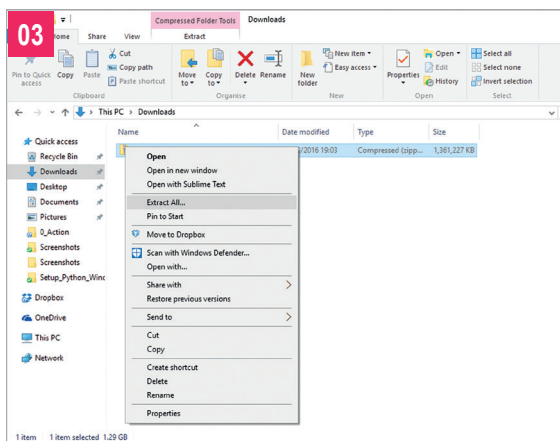 03
Compressed Folder Tools
Downloads
Home
Share
View
Extract
Pin to Quick access
Copy
Paste
Cut
Copy path
Paste shortcut
Clipboard
Move to
Copy to
Delete
Rename
Organise
New folder
New item
Easy access
New
Properties
Open
Edit
History
Open
Select all
Select none
Invert selection
Select
This PC > Downloads
Name
Date modified
Type
Size
/2016 19:03
Compressed (zipp...
1,361,227 KB
Quick access
Recycle Bin
Downloads
Desktop
Documents
Pictures
0_Action
Screenshots
Screenshots
Setup_Python_Winc
Dropbox
OneDrive
This PC
Network
Open
Open in new window
Open with Sublime Text
Extract All...
Pin to Start
Move to Dropbox
Scan with Windows Defender...
Open with...
Share with
Restore previous versions
Send to
Cut
Copy
Create shortcut
Delete
Rename
Properties
1 item
1 item selected 1.29 GB